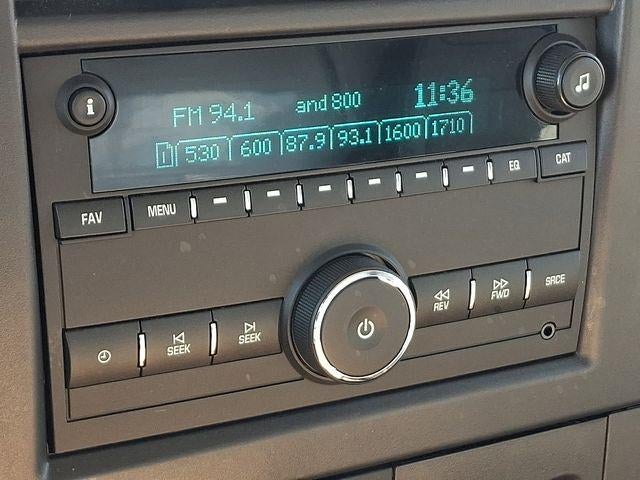 FM 94.1 and 800 11:36
1 530 600 87.9 93.1 1600 1710
FAV MENU EQ CAT
SEEK SEEK REV FWD SRCE
i